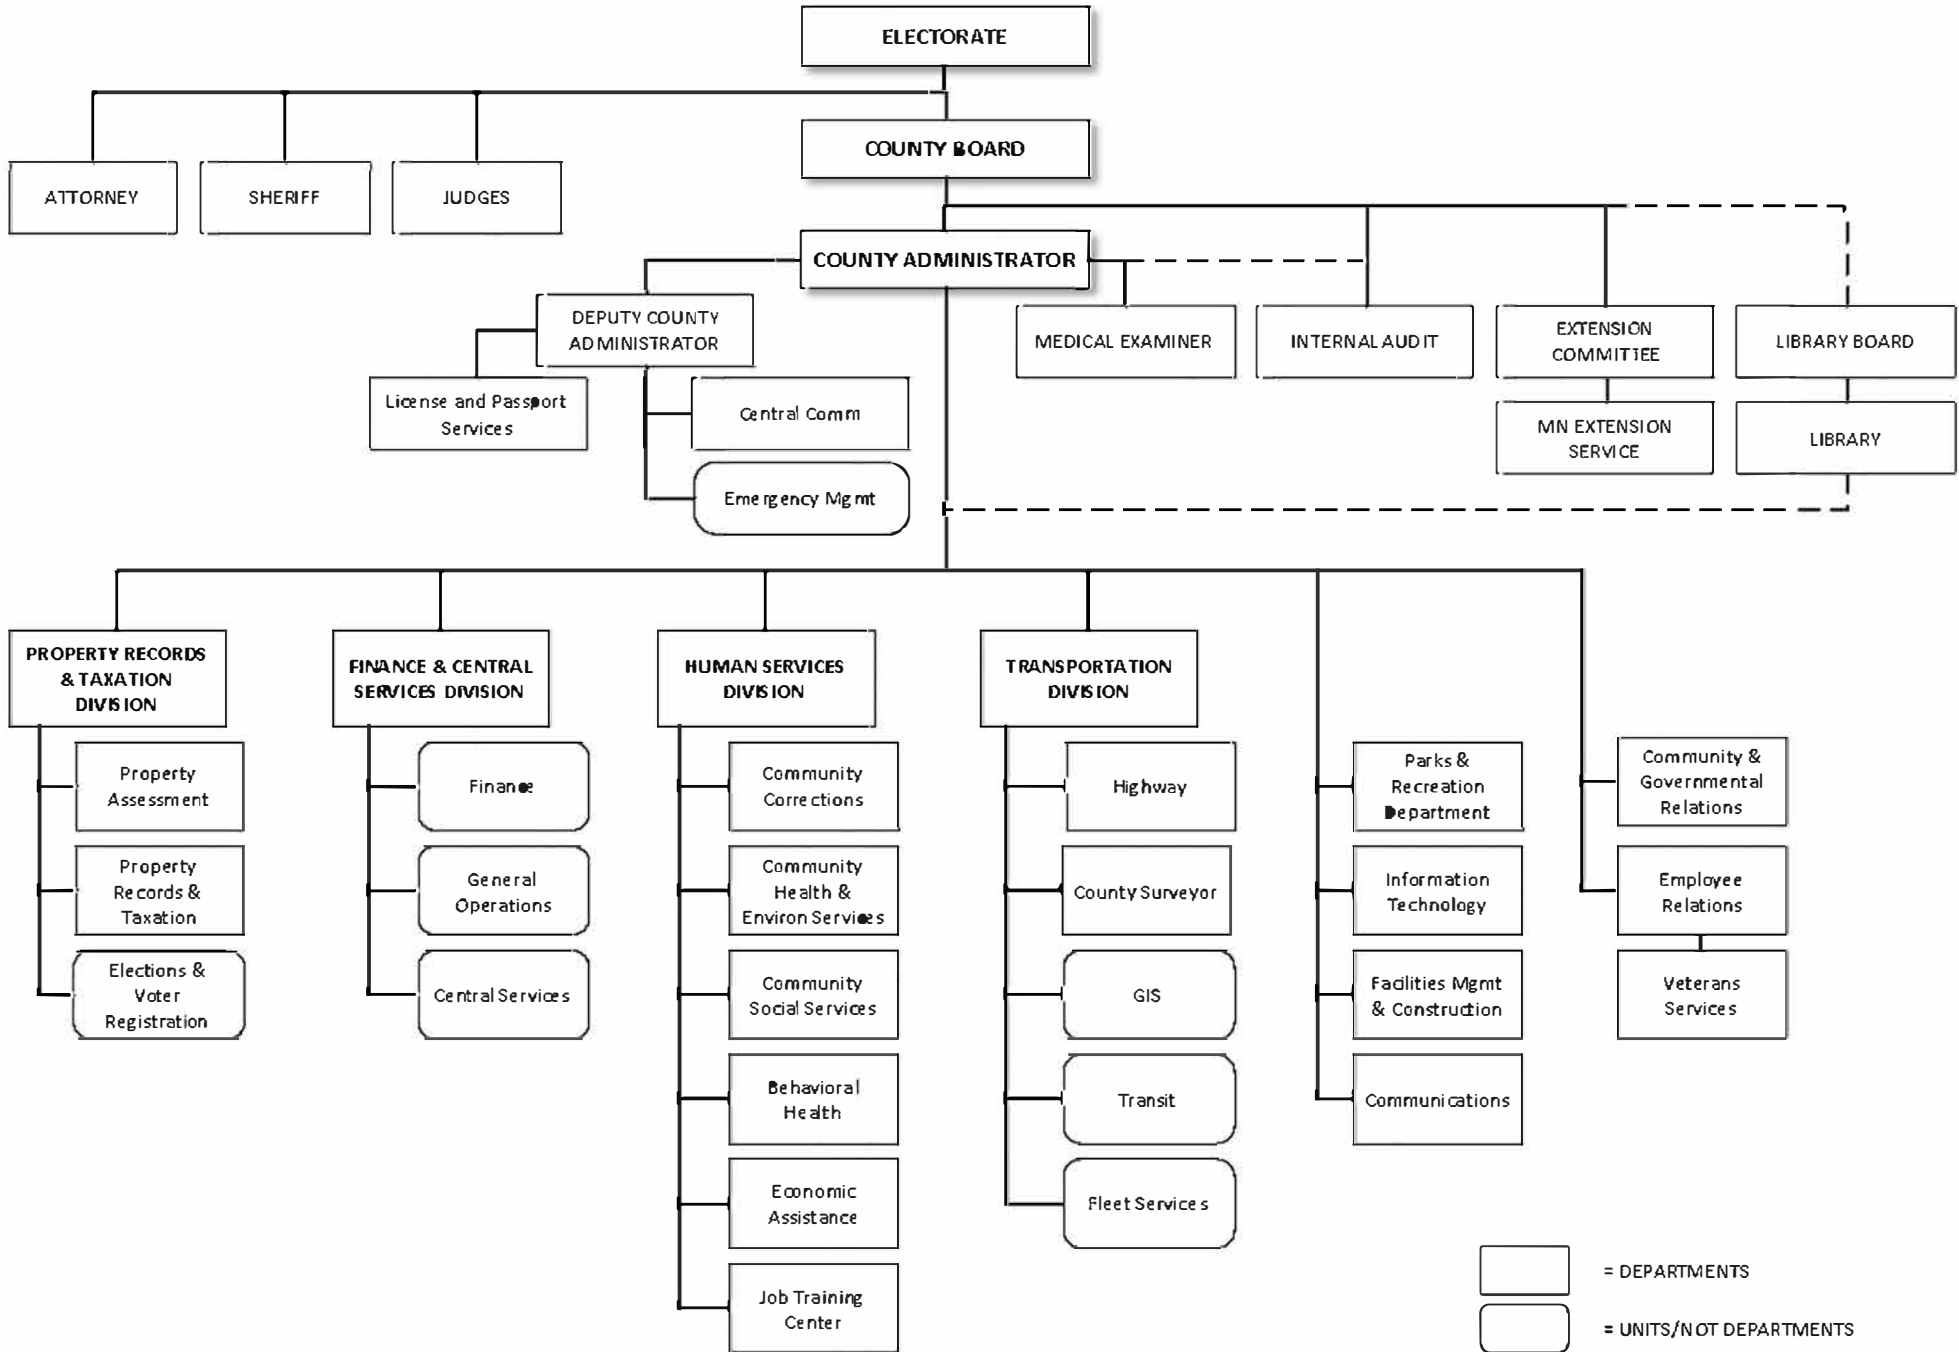 ELECTORATE
COUNTY BOARD
ATTORNEY
SHERIFF
JUDGES
COUNTY ADMINISTRATOR
DEPUTY COUNTY
ADMINISTRATOR
MEDICAL EXAMINER
INTERNAL AUDIT
EXTENSION
COMMITTEE
LIBRARY BOARD
License and Passport
Services
Central Comm
MN EXTENSION
SERVICE
LIBRARY
Emergency Mgmt
PROPERTY RECORDS
& TAXATION
DIVISION
FINANCE & CENTRAL
SERVICES DIVISION
HUMAN SERVICES
DIVISION
TRANSPORTATION
DIVISION
Property
Assessment
Property
Records &
Taxation
Elections &
Voter
Registration
Finance
General
Operations
Central Services
Community
Corrections
Community
Health &
Environ Services
Community
Social Services
Behavioral
Health
Economic
Assistance
Job Training
Center
Highway
County Surveyor
GIS
Transit
Fleet Services
Parks &
Recreation
Department
Information
Technology
Facilities Mgmt
& Construction
Communications
Community &
Governmental
Relations
Employee
Relations
Veterans
Services
= DEPARTMENTS
= UNITS/NOT DEPARTMENTS